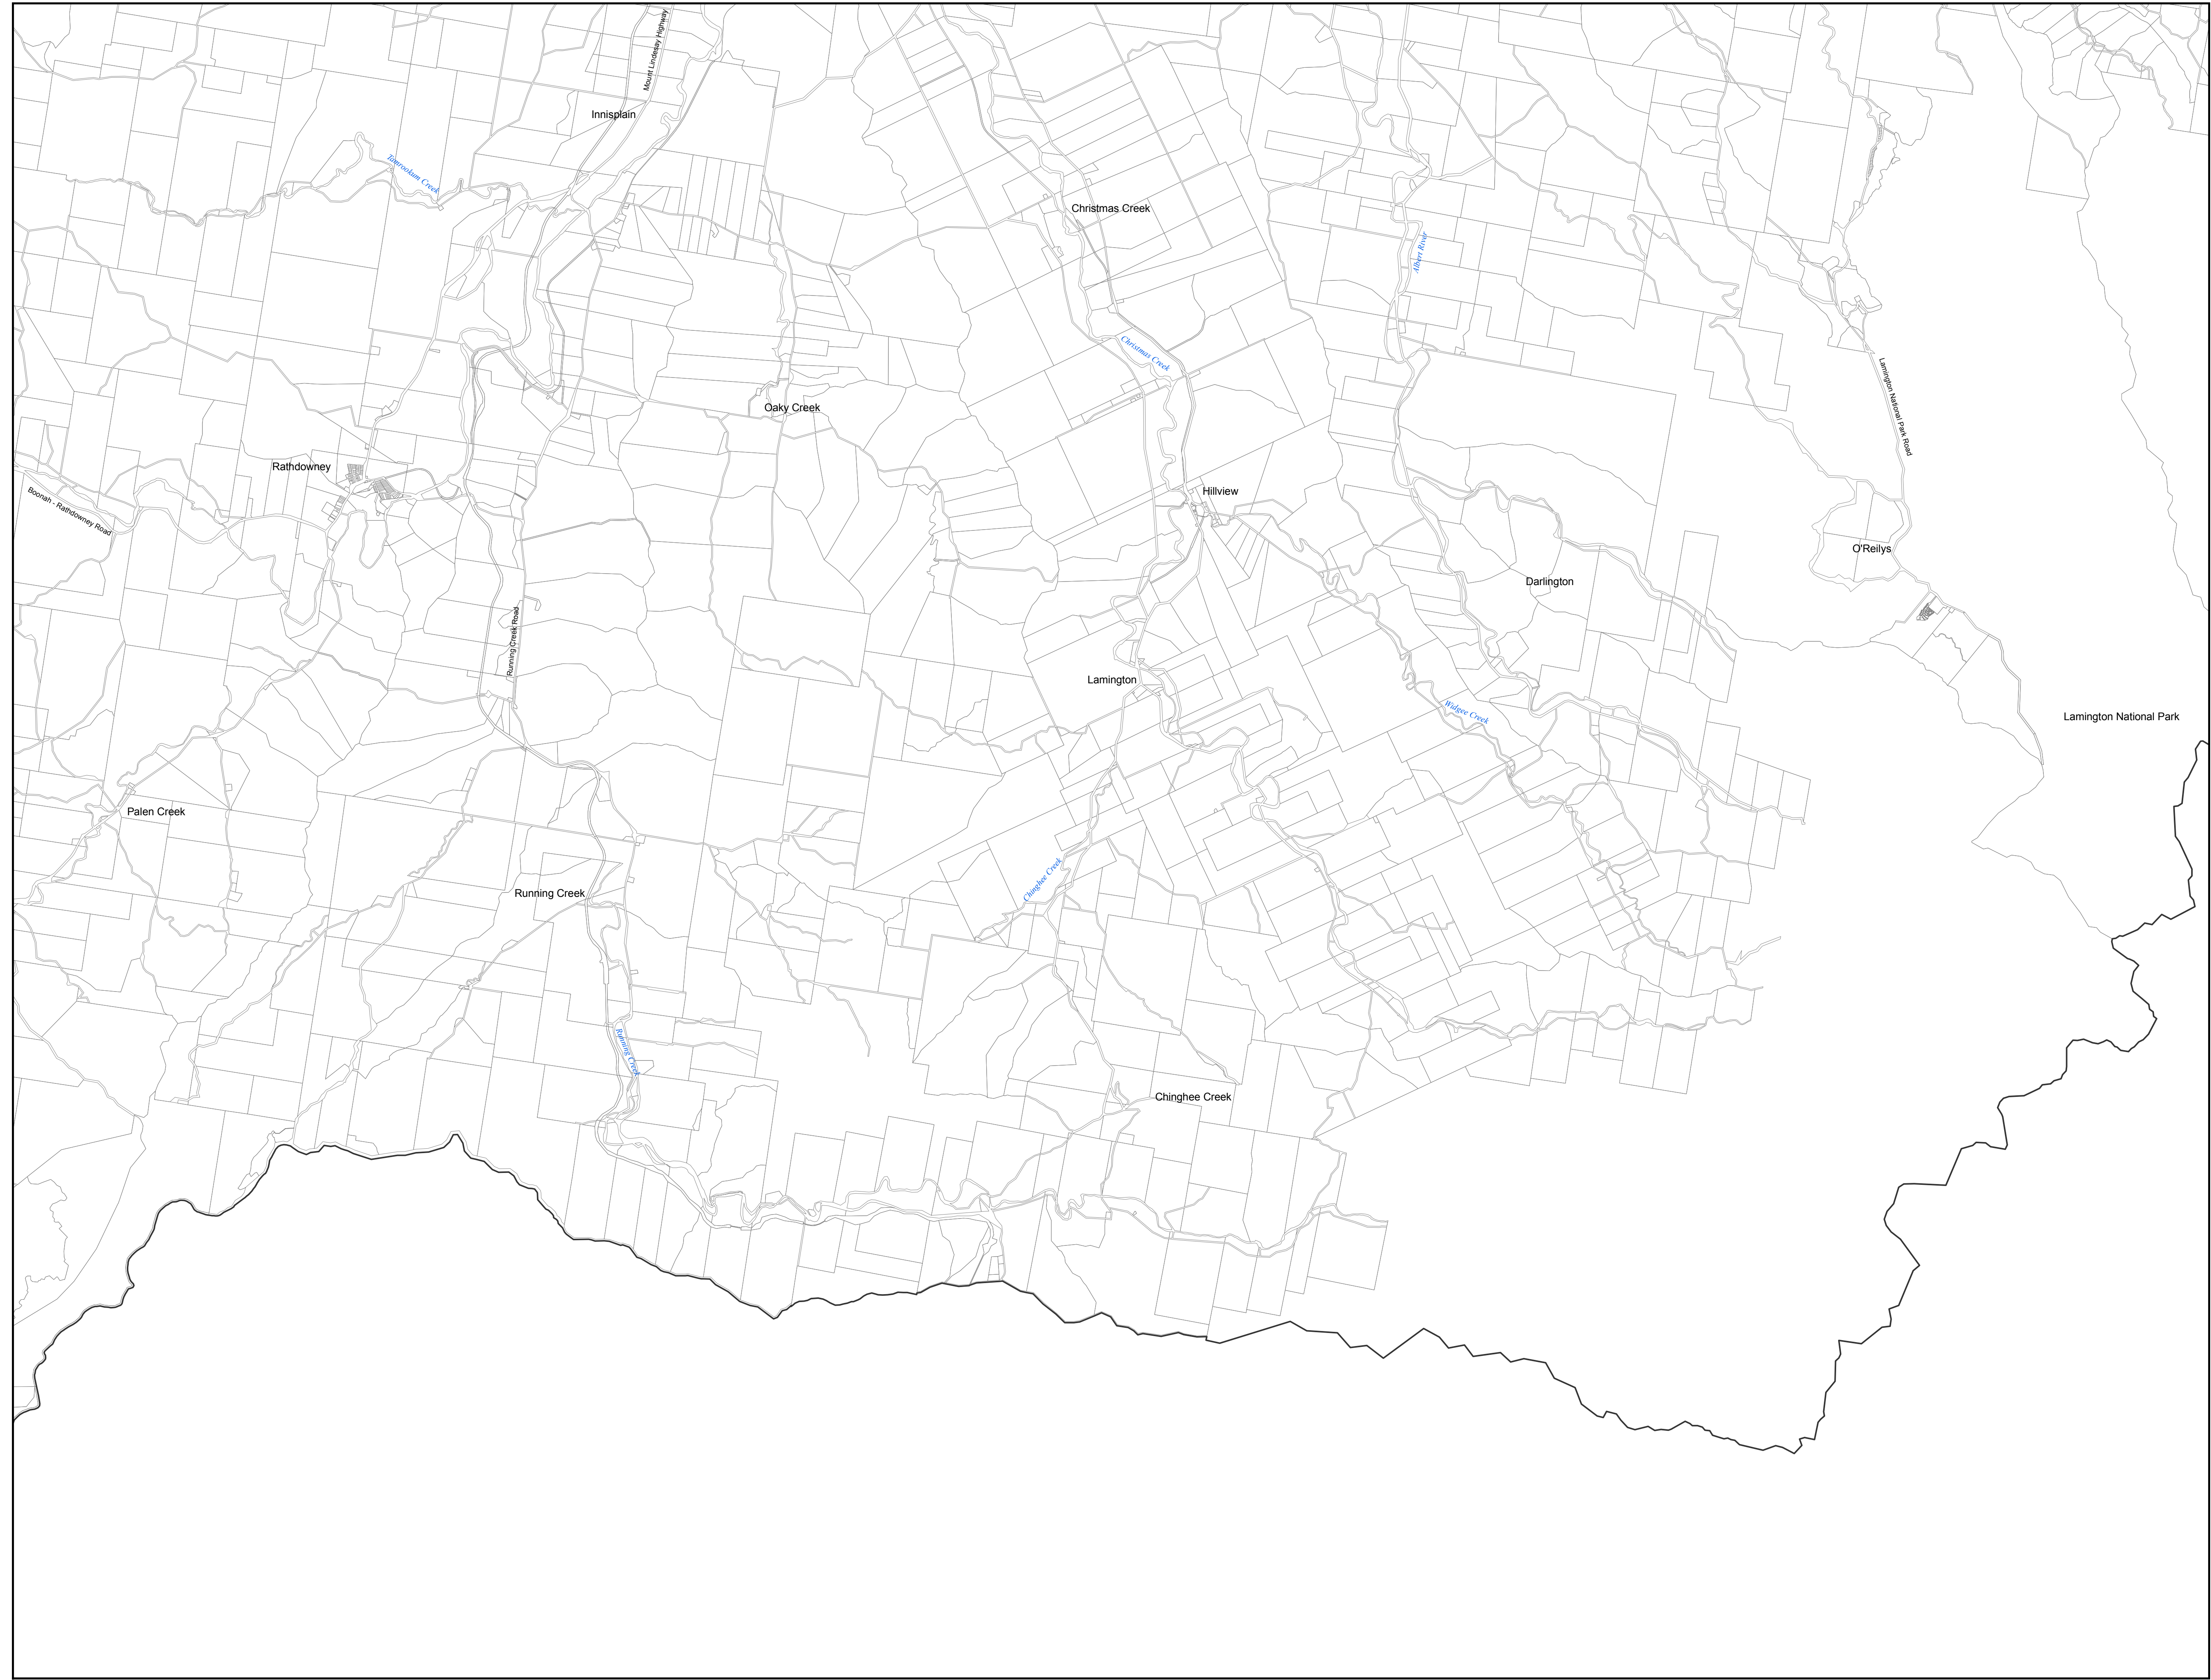 Mount Lindesay Highway
Innisplain
Tamrookum Creek
Christmas Creek
Albert River
Christmas Creek
Lamington National Park Road
Oaky Creek
Rathdowney
Boonah - Rathdowney Road
Hillview
O'Reilys
Darlington
Running Creek Road
Lamington
Widgee Creek
Lamington National Park
Palen Creek
Chinghee Creek
Running Creek
Running Creek
Chinghee Creek